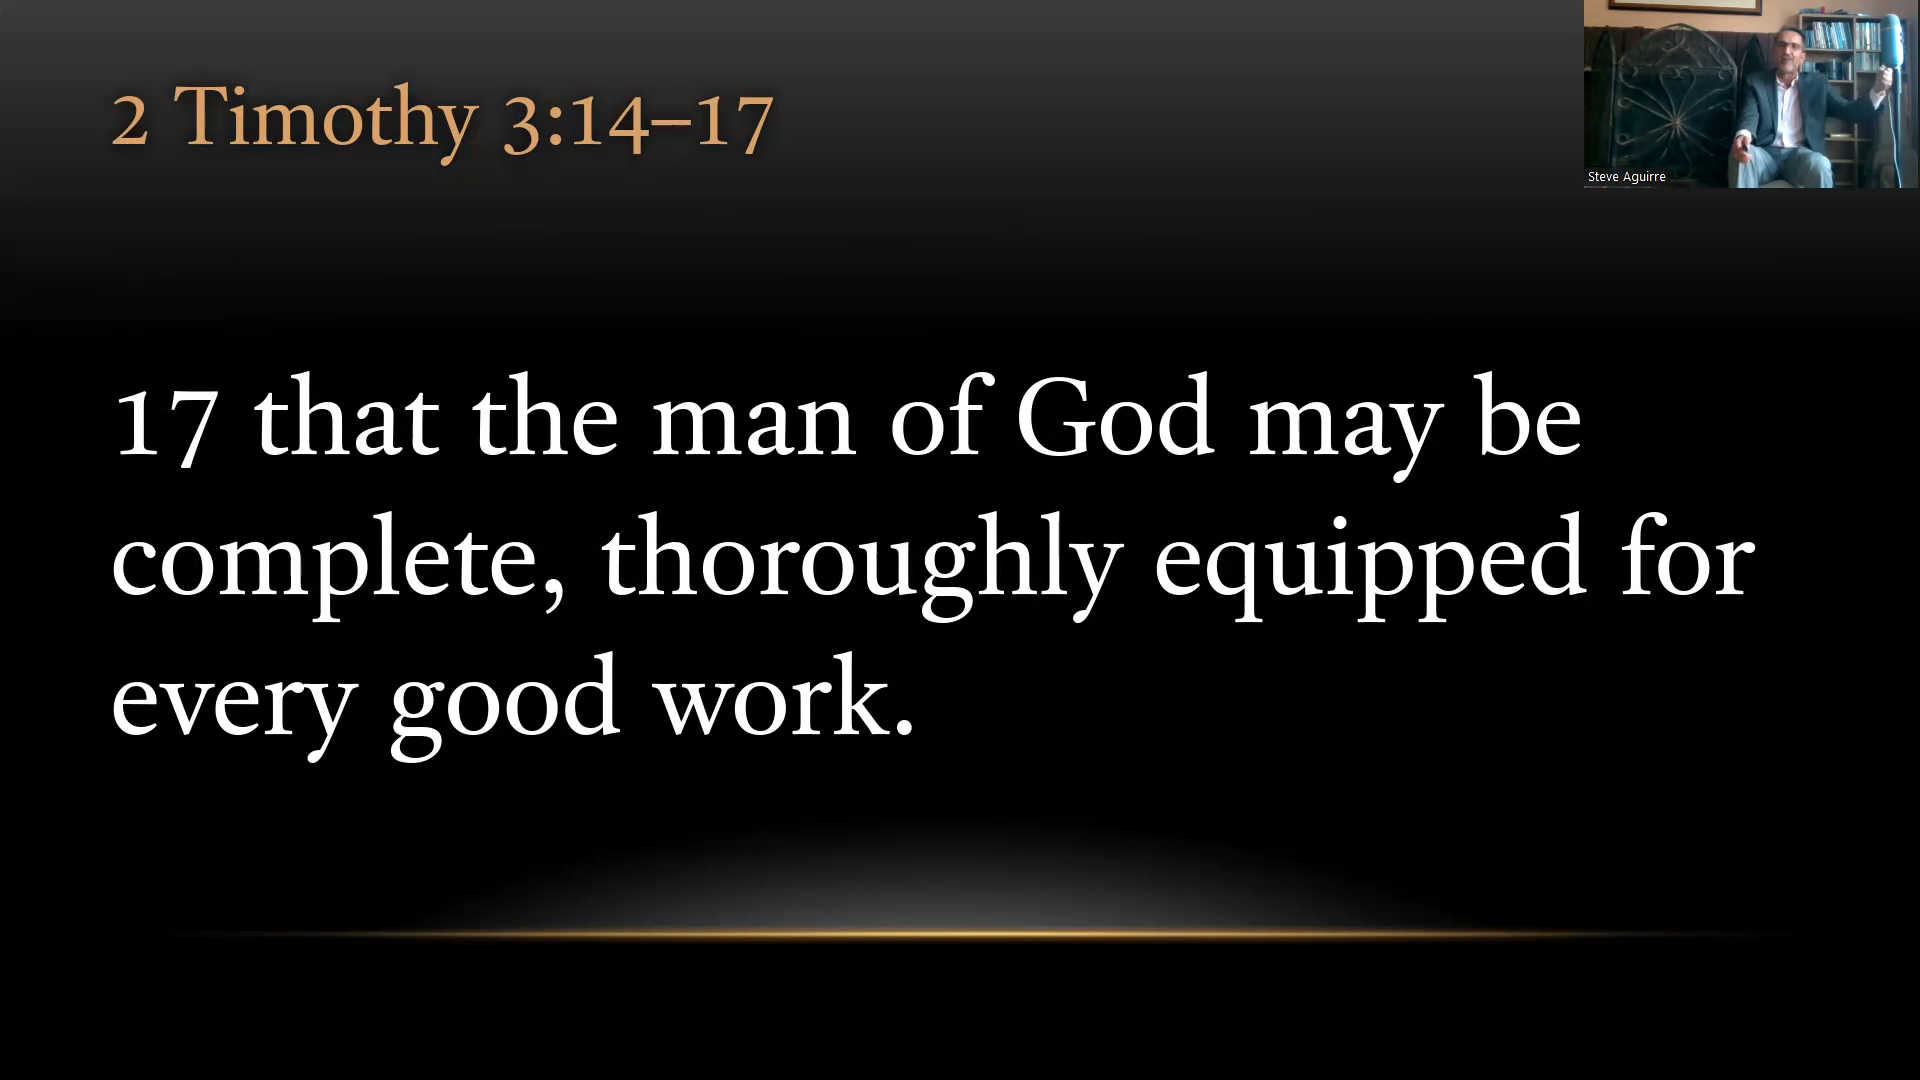 2 Timothy 3:14–17
Steve Aguirre
17 that the man of God may be
complete, thoroughly equipped for
every good work.